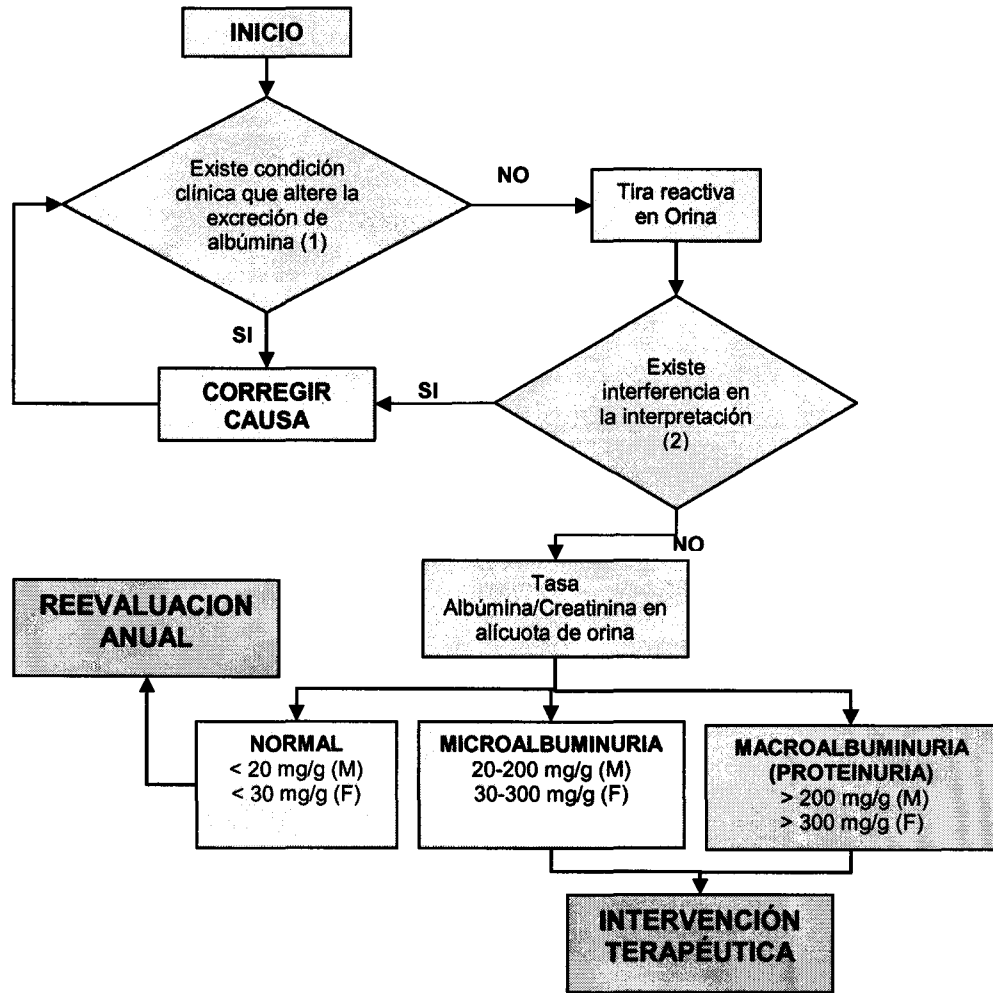 INICIO
Existe condición
clínica que altere la
excreción de
albúmina (1)
NO
Tira reactiva
en Orina
SI
CORREGIR
CAUSA
SI
Existe
interferencia en
la interpretación
(2)
NO
Tasa
Albúmina/Creatinina en
alícuota de orina
REEVALUACION
ANUAL
NORMAL
< 20 mg/g (M)
< 30 mg/g (F)
MICROALBUMINURIA
20-200 mg/g (M)
30-300 mg/g (F)
MACROALBUMINURIA
(PROTEINURIA)
> 200 mg/g (M)
> 300 mg/g (F)
INTERVENCIÓN
TERAPÉUTICA